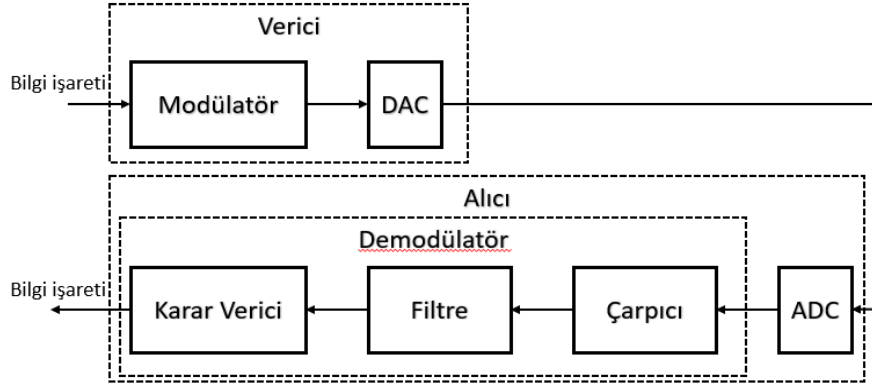 Verici
Bilgi işareti
Modülatör
DAC
Alıcı
Demodülatör
Bilgi işareti
Karar Verici
Filtre
Çarpıcı
ADC